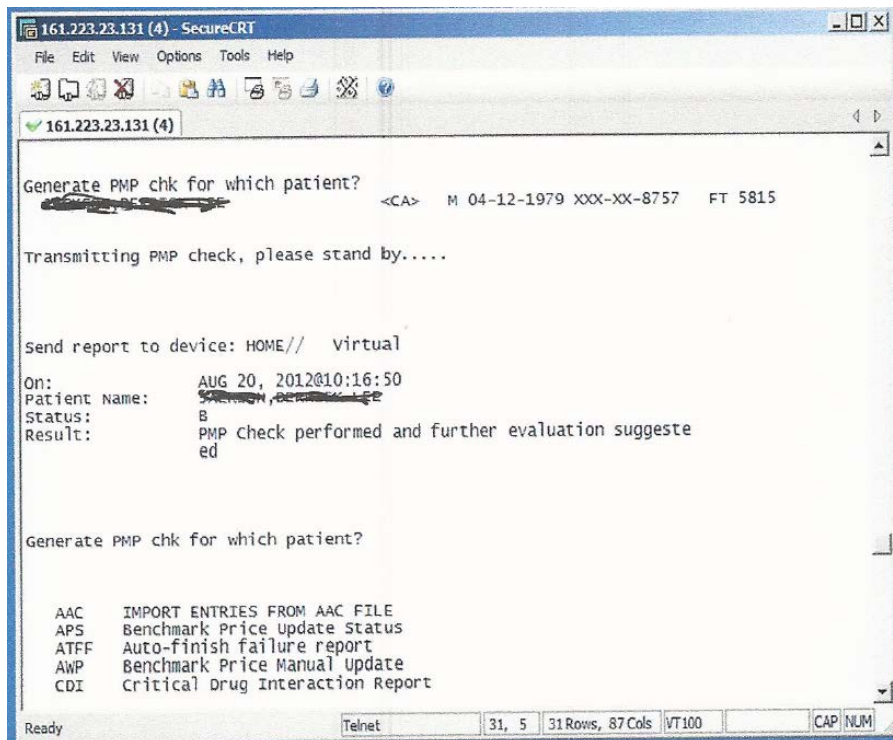 161.223.23.131 (4) - SecureCRT
File Edit View Options Tools Help
161.223.23.131 (4)
Generate PMP chk for which patient?
<CA> M 04-12-1979 XXX-XX-8757 FT 5815
Transmitting PMP check, please stand by.....
Send report to device: HOME// Virtual
On: AUG 20, 2012@10:16:50
Patient Name:
Status: B
Result: PMP Check performed and further evaluation suggeste
ed
Generate PMP chk for which patient?
AAC IMPORT ENTRIES FROM AAC FILE
APS Benchmark Price Update Status
ATFF Auto-finish failure report
AWP Benchmark Price Manual Update
CDI Critical Drug Interaction Report
Ready Telnet 31, 5 31 Rows, 87 Cols VT100 CAP NUM